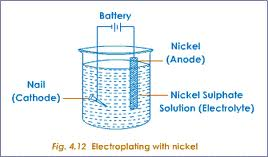 Battery
Nickel
(Anode)
Nail
(Cathode)
Nickel Sulphate
Solution (Electrolyte)
Fig. 4.12 Electroplating with nickel